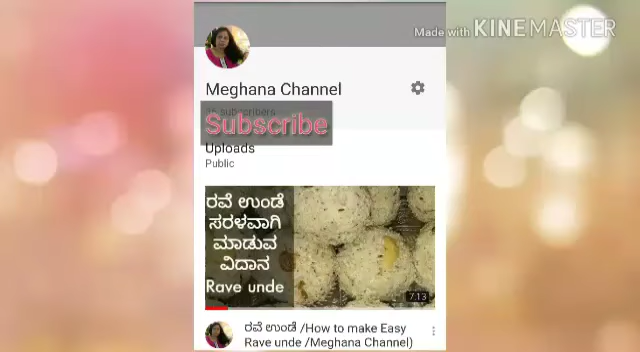 Made with KINEMASTER
Meghana Channel
subscribers
Subscribe
Uploads
Public
ರವೆ ಉಂಡೆ
ಸರಳವಾಗಿ
ಮಾಡುವ
ವಿದಾನ
Rave unde
7:13
ರವೆ ಉಂಡೆ /How to make Easy
Rave unde /Meghana Channel)